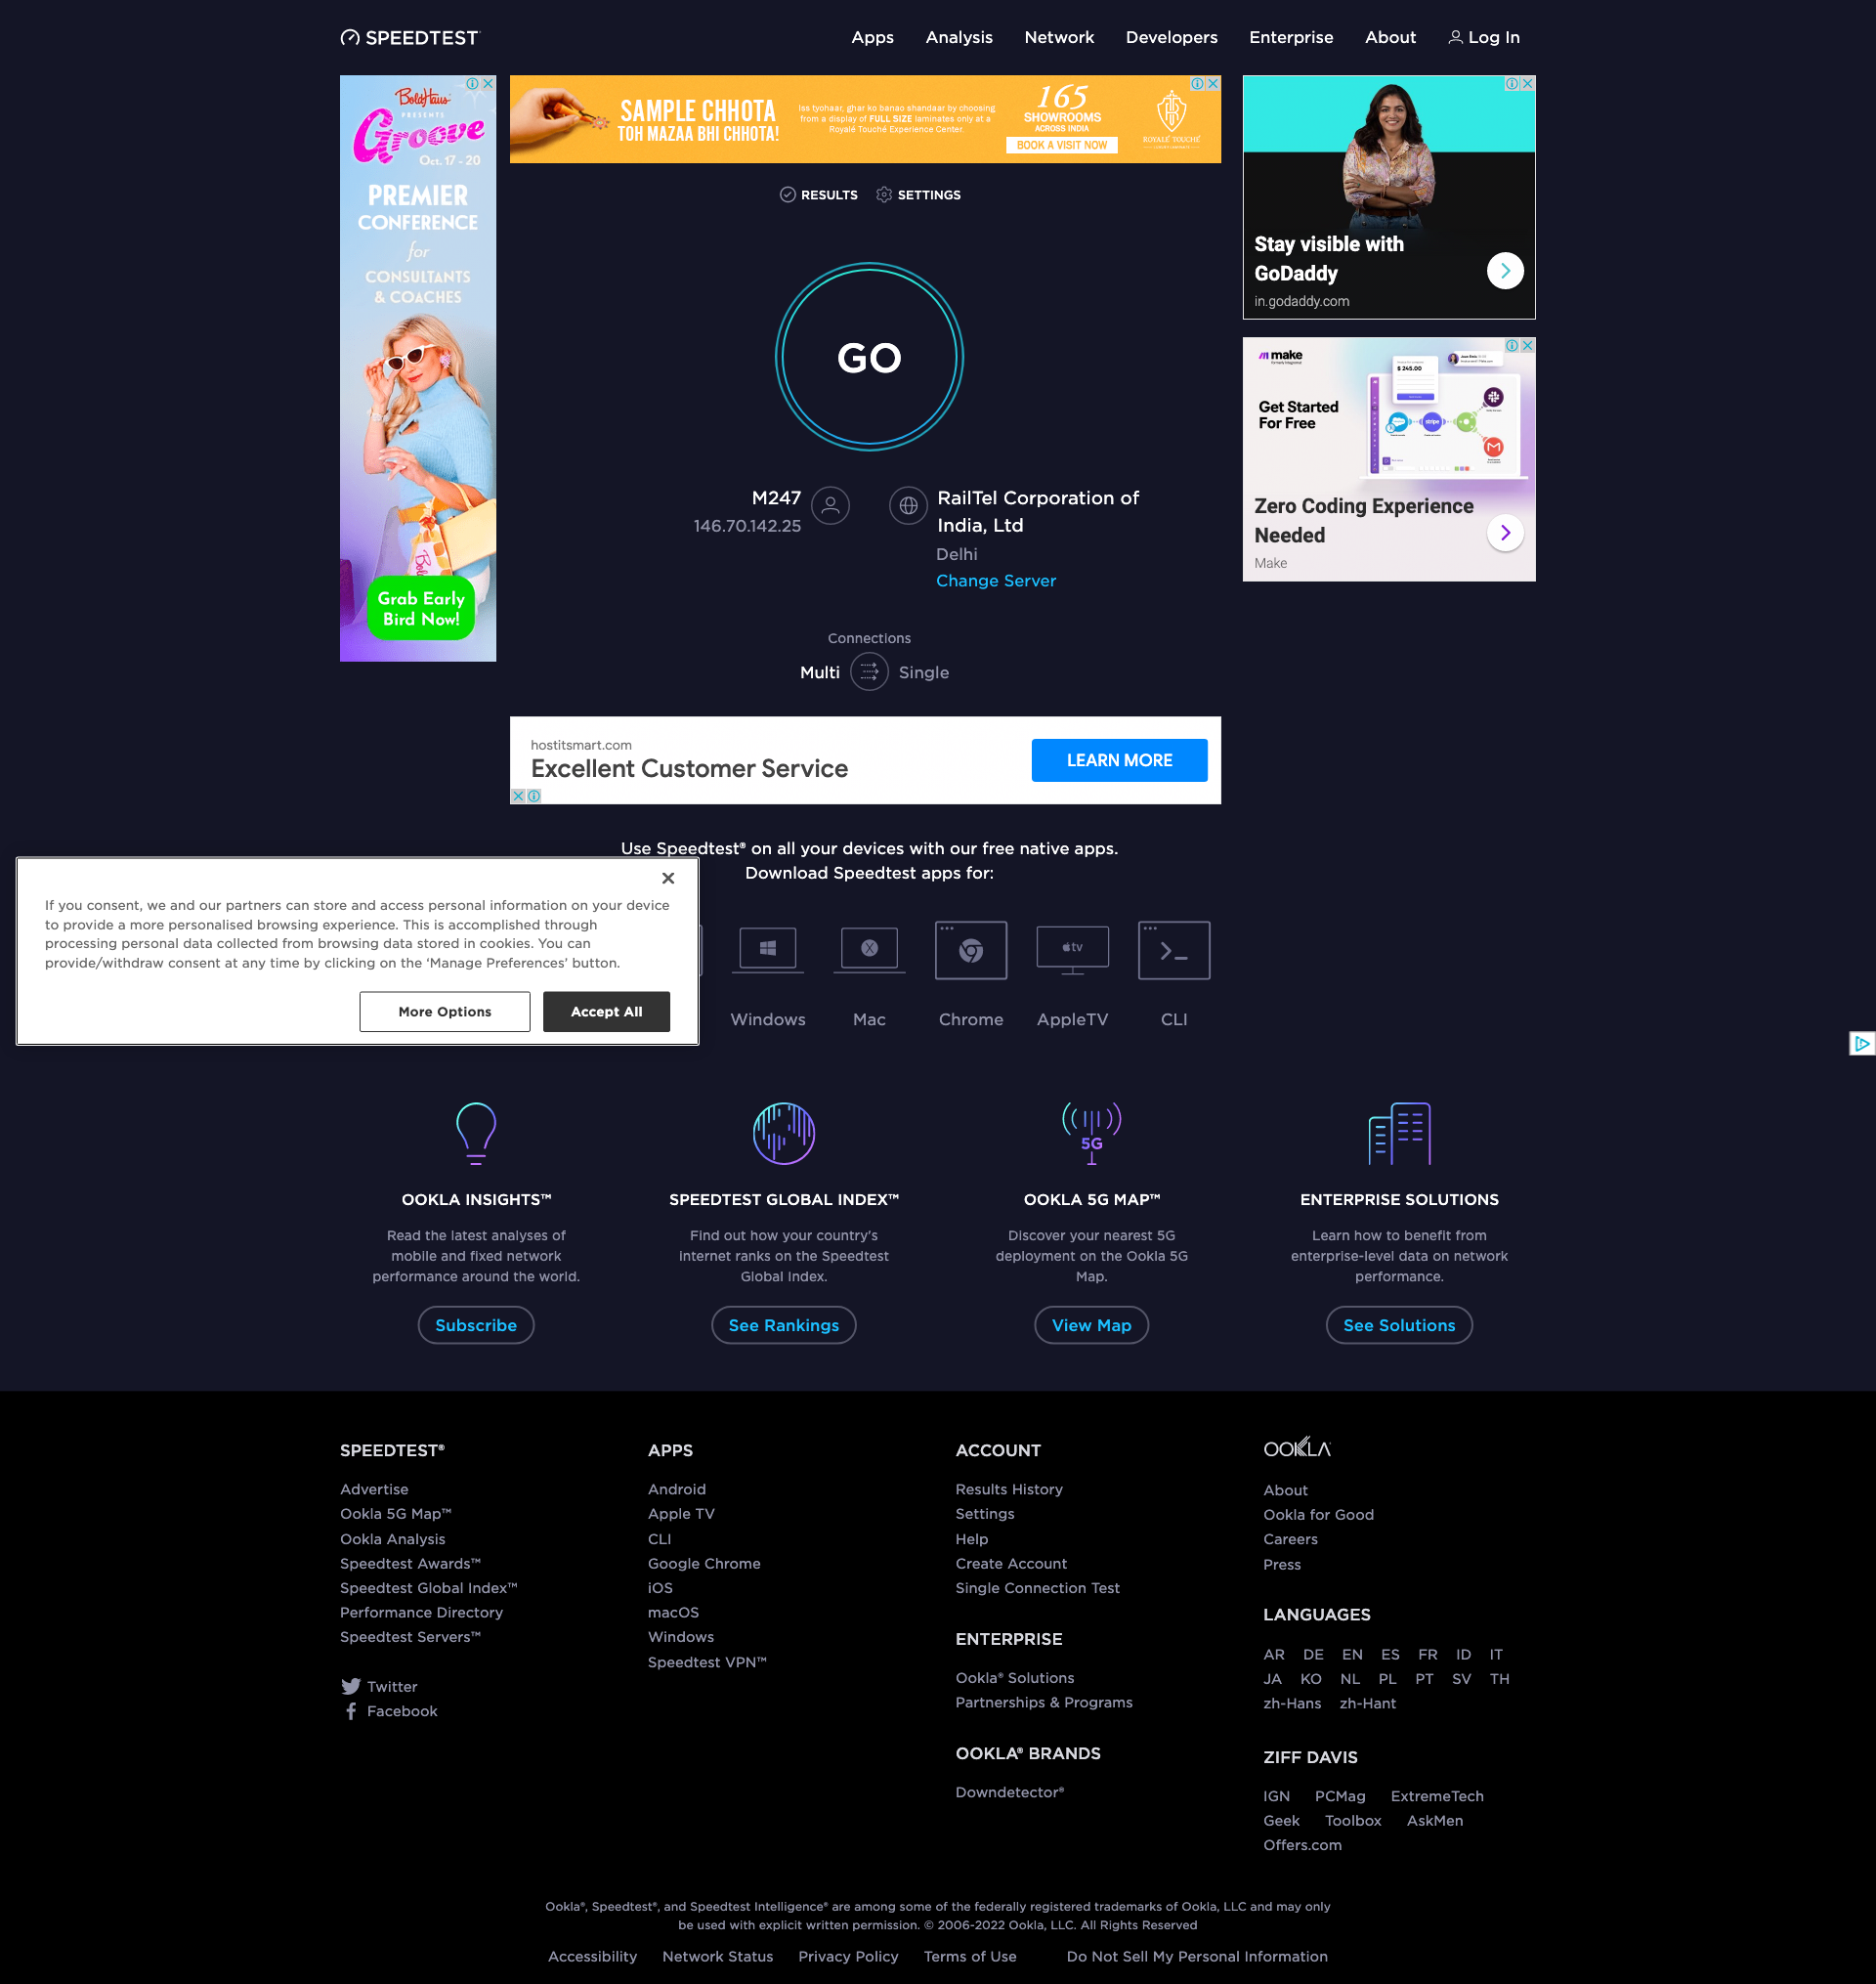 SPEEDTEST
Apps Analysis Network Developers Enterprise About Log In
BoldHaus
PRESENTS
Groove
Oct. 17 - 20
PREMIER
CONFERENCE
for
CONSULTANTS
& COACHES
Grab Early
Bird Now!
SAMPLE CHHOTA
TOH MAZAA BHI CHHOTA!
Iss tyohaar, ghar ko banao shandaar by choosing
from a display of FULL SIZE laminates only at a
Royalé Touché Experience Center.
165
SHOWROOMS
ACROSS INDIA
BOOK A VISIT NOW
ROYALÉ TOUCHÉ
Stay visible with
GoDaddy
in.godaddy.com
make
$ 245.00
stripe
Get Started
For Free
Zero Coding Experience
Needed
Make
RESULTS SETTINGS
GO
M247
146.70.142.25
RailTel Corporation of
India, Ltd
Delhi
Change Server
Connections
Multi Single
hostitsmart.com
Excellent Customer Service
LEARN MORE
Use Speedtest® on all your devices with our free native apps.
Download Speedtest apps for:
If you consent, we and our partners can store and access personal information on your device
to provide a more personalised browsing experience. This is accomplished through
processing personal data collected from browsing data stored in cookies. You can
provide/withdraw consent at any time by clicking on the ‘Manage Preferences’ button.
More Options Accept All
tv
Windows Mac Chrome AppleTV CLI
5G
OOKLA INSIGHTS™
Read the latest analyses of
mobile and fixed network
performance around the world.
Subscribe
SPEEDTEST GLOBAL INDEX™
Find out how your country's
internet ranks on the Speedtest
Global Index.
See Rankings
OOKLA 5G MAP™
Discover your nearest 5G
deployment on the Ookla 5G
Map.
View Map
ENTERPRISE SOLUTIONS
Learn how to benefit from
enterprise-level data on network
performance.
See Solutions
SPEEDTEST®
Advertise
Ookla 5G Map™
Ookla Analysis
Speedtest Awards™
Speedtest Global Index™
Performance Directory
Speedtest Servers™
Twitter
Facebook
APPS
Android
Apple TV
CLI
Google Chrome
iOS
macOS
Windows
Speedtest VPN™
ACCOUNT
Results History
Settings
Help
Create Account
Single Connection Test
ENTERPRISE
Ookla® Solutions
Partnerships & Programs
OOKLA® BRANDS
Downdetector®
OOKLA
About
Ookla for Good
Careers
Press
LANGUAGES
AR DE EN ES FR ID IT
JA KO NL PL PT SV TH
zh-Hans zh-Hant
ZIFF DAVIS
IGN PCMag ExtremeTech
Geek Toolbox AskMen
Offers.com
Ookla®, Speedtest®, and Speedtest Intelligence® are among some of the federally registered trademarks of Ookla, LLC and may only
be used with explicit written permission. © 2006-2022 Ookla, LLC. All Rights Reserved
Accessibility Network Status Privacy Policy Terms of Use Do Not Sell My Personal Information